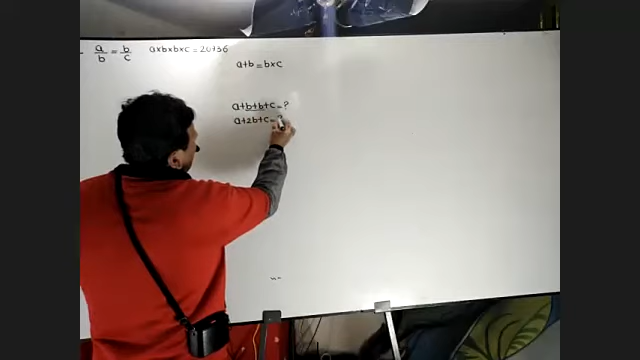 a/b = b/c axbxbxc = 20736
a+b = bxc
a+b+b+c = ?
a+2b+c =